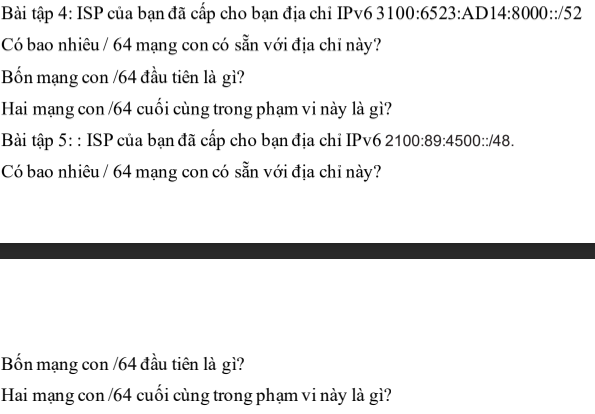 Bài tập 4: ISP của bạn đã cấp cho bạn địa chỉ IPv6 3100:6523:AD14:8000::/52
Có bao nhiêu / 64 mạng con có sẵn với địa chỉ này?
Bốn mạng con /64 đầu tiên là gì?
Hai mạng con /64 cuối cùng trong phạm vi này là gì?
Bài tập 5: : ISP của bạn đã cấp cho bạn địa chỉ IPv6 2100:89:4500::/48.
Có bao nhiêu / 64 mạng con có sẵn với địa chỉ này?
Bốn mạng con /64 đầu tiên là gì?
Hai mạng con /64 cuối cùng trong phạm vi này là gì?